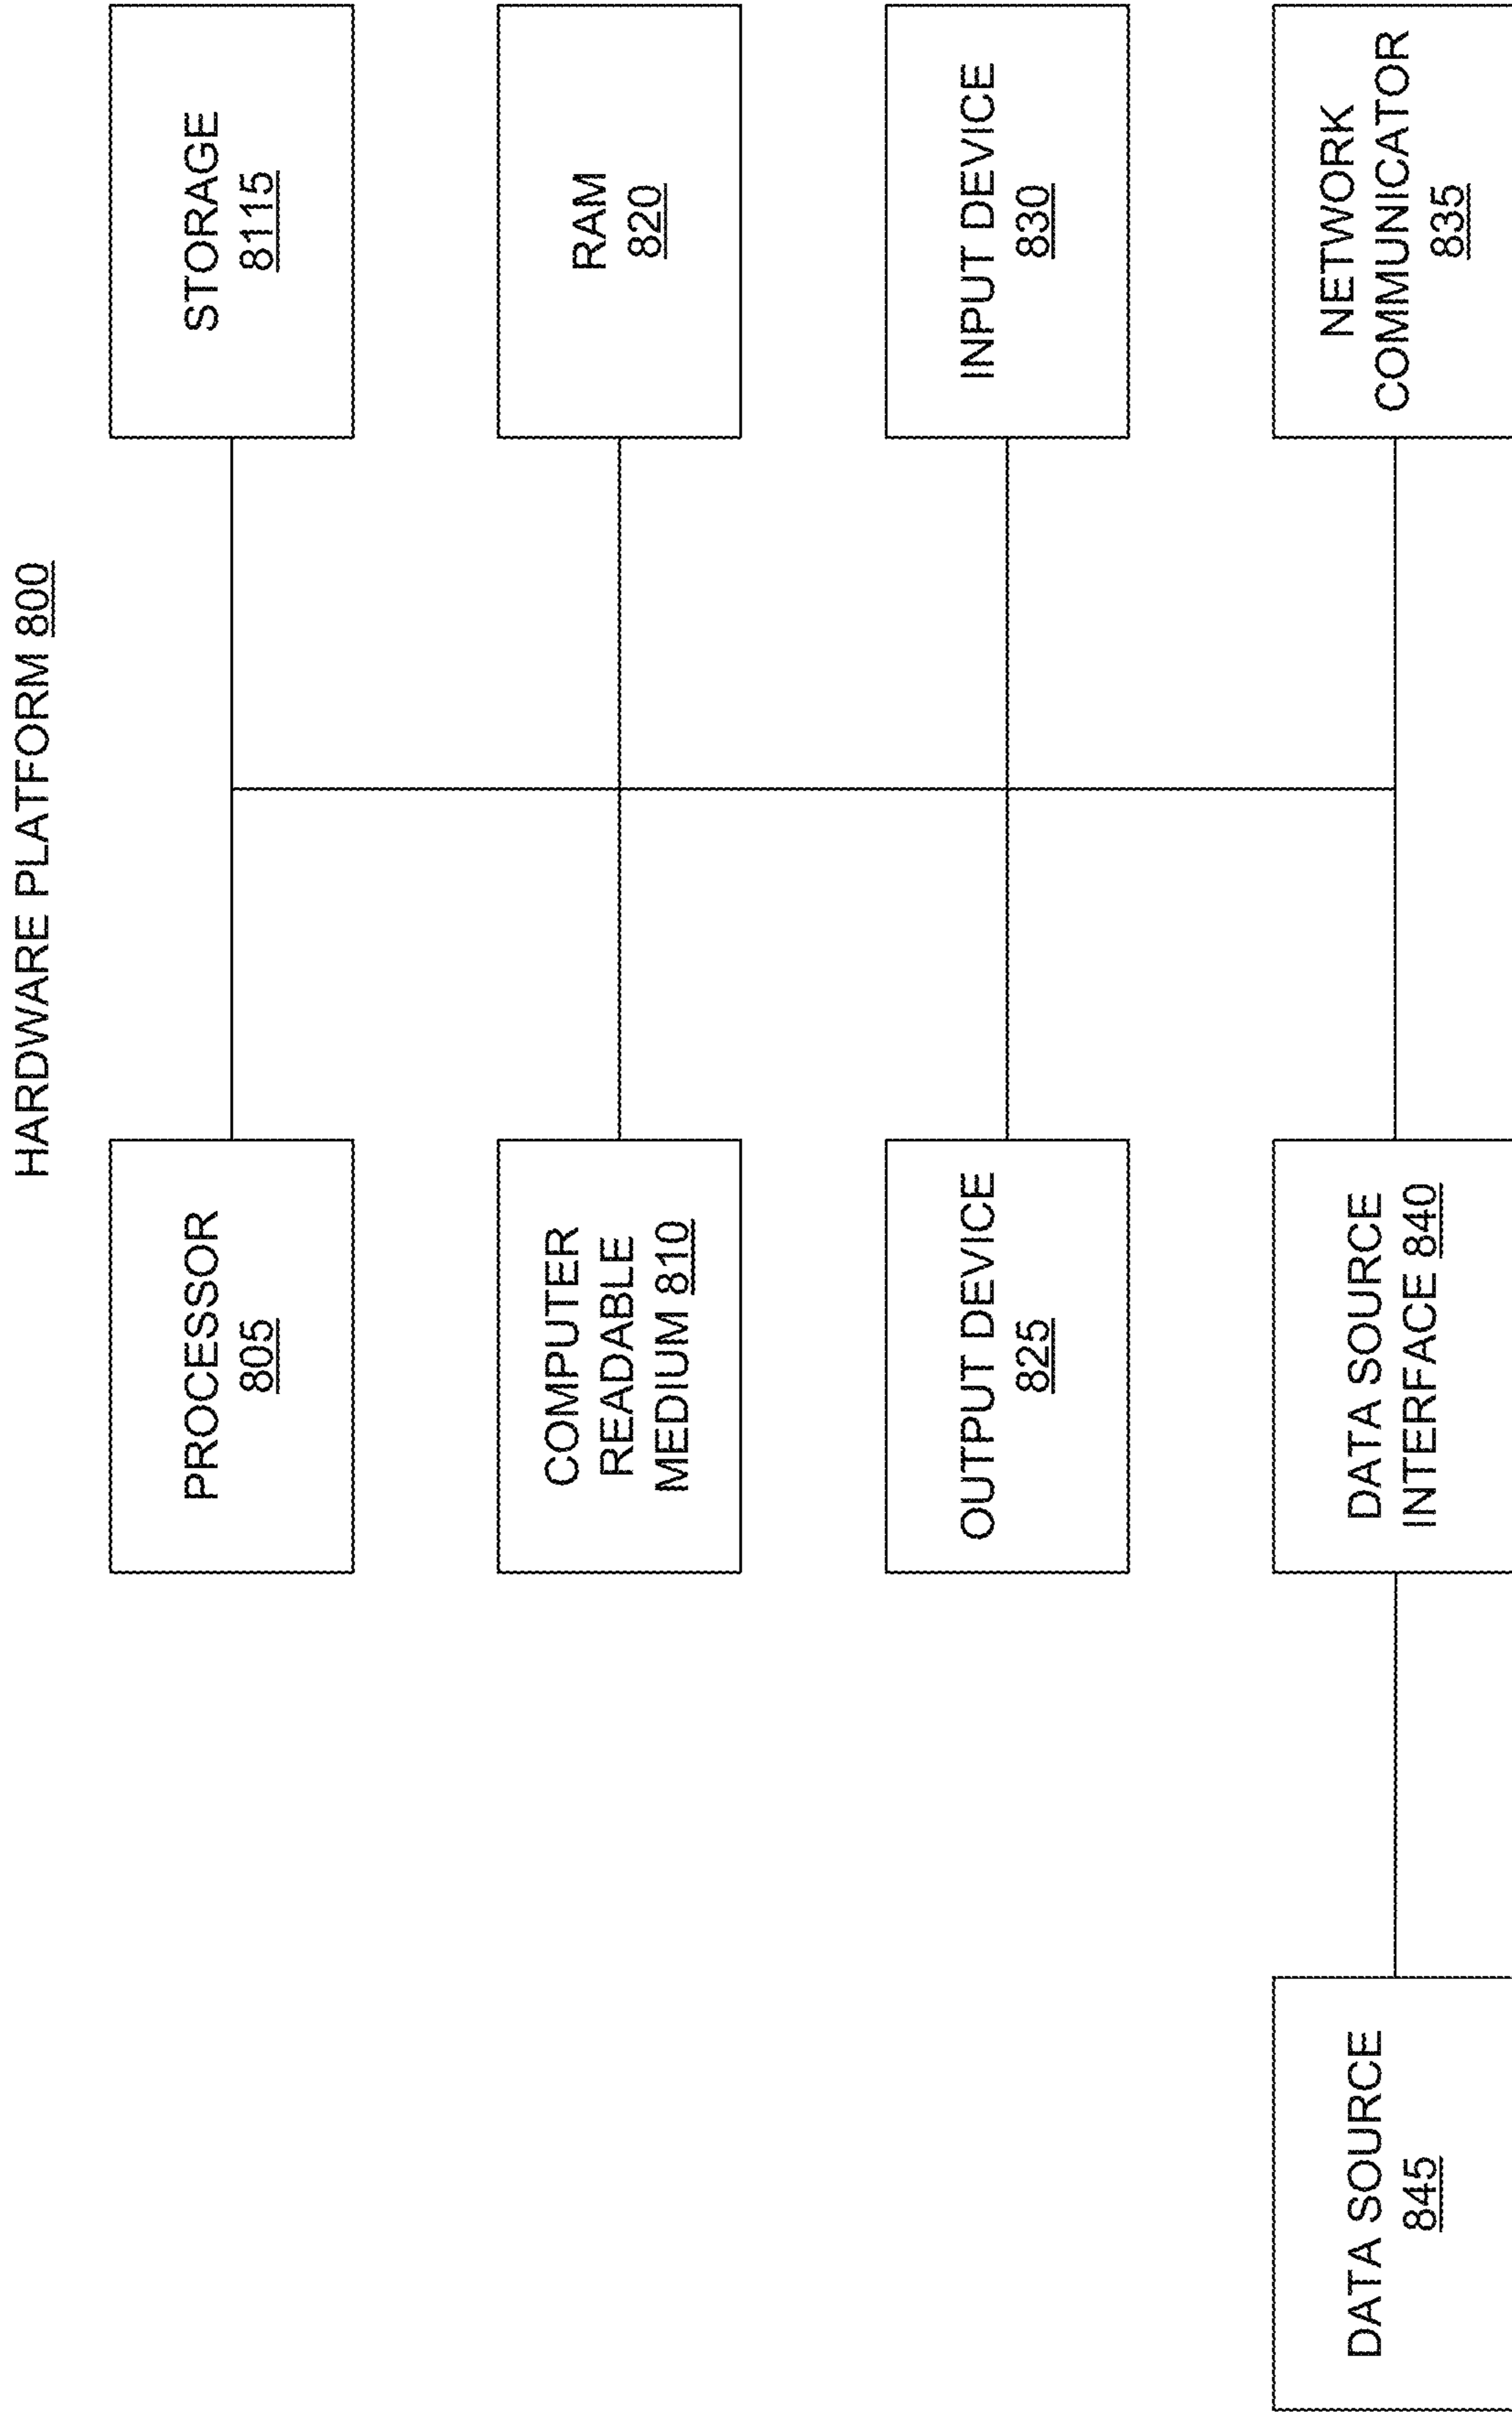 HARDWARE PLATFORM 800
PROCESSOR
805
STORAGE
8115
COMPUTER
READABLE
MEDIUM 810
RAM
820
OUTPUT DEVICE
825
INPUT DEVICE
830
DATA SOURCE
845
DATA SOURCE
INTERFACE 840
NETWORK
COMMUNICATOR
835